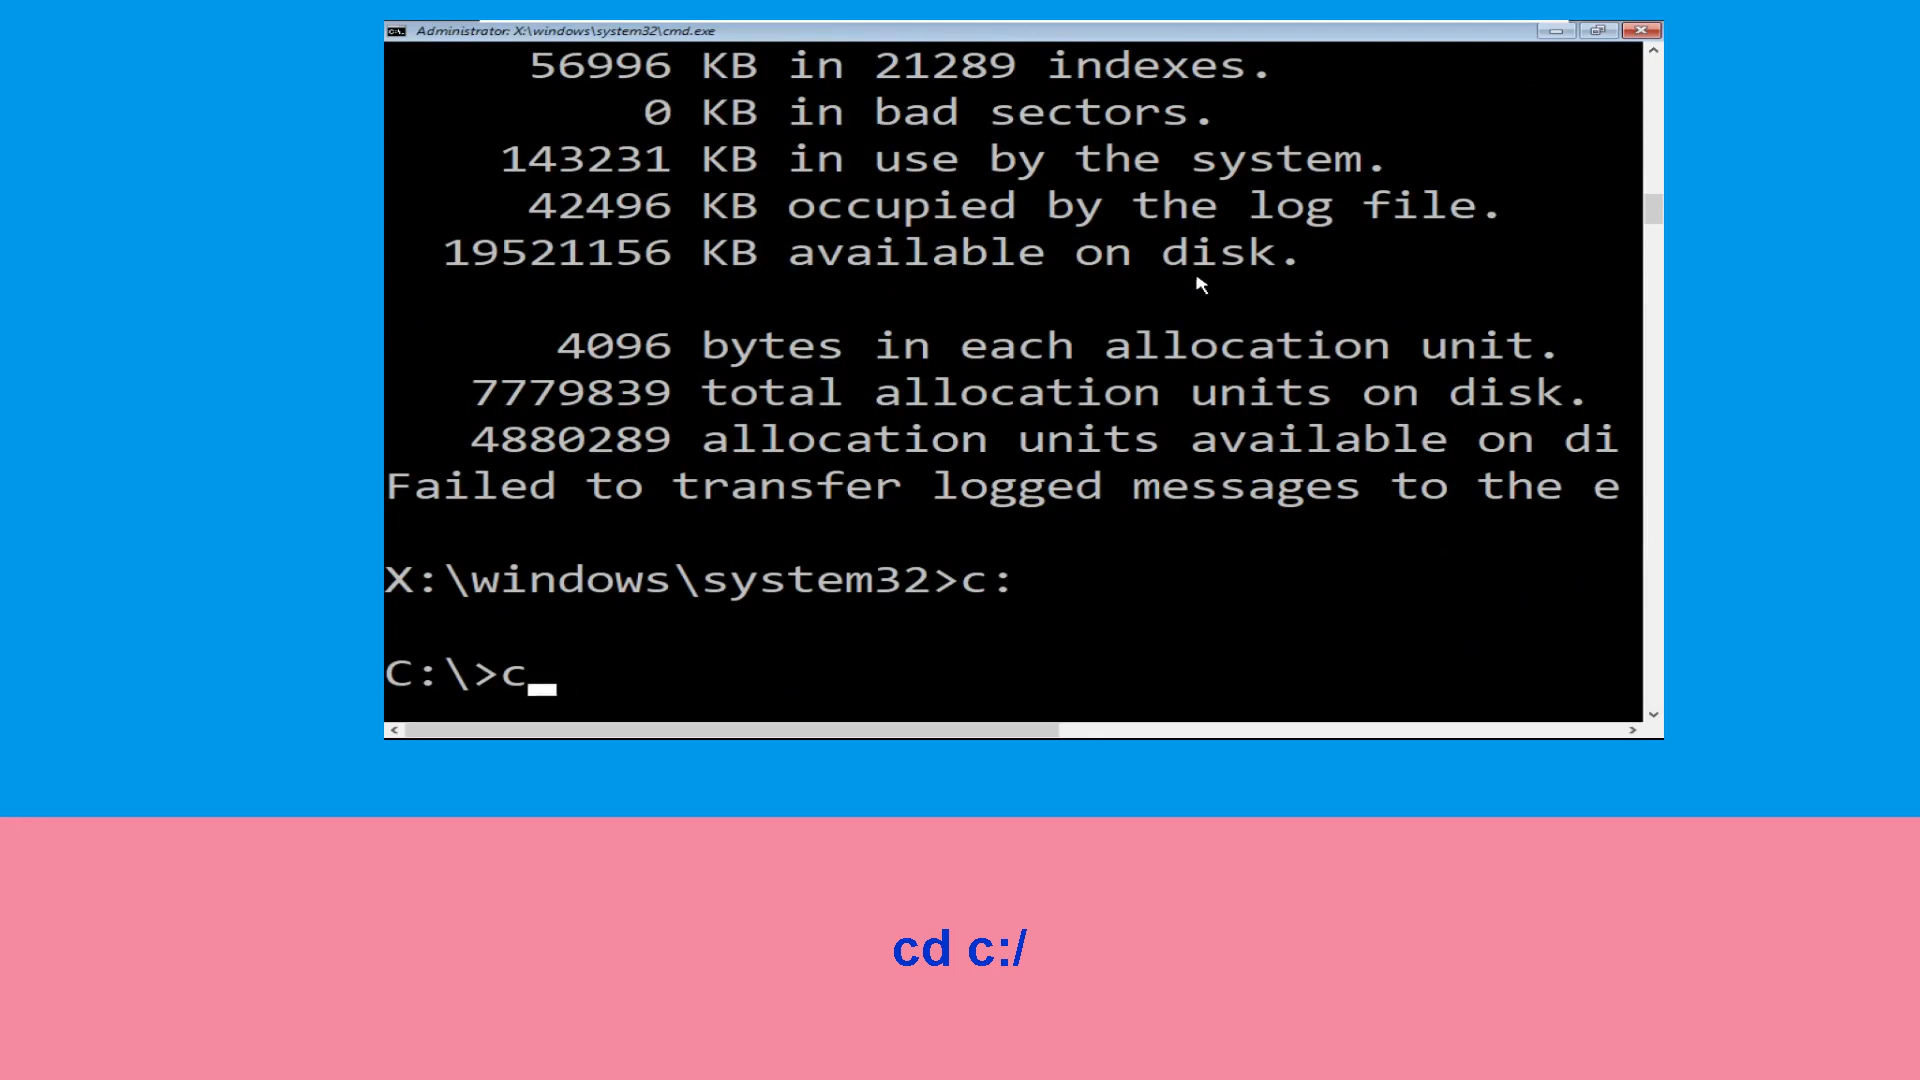 Administrator: X:\windows\system32\cmd.exe
56996 KB in 21289 indexes.
0 KB in bad sectors.
143231 KB in use by the system.
42496 KB occupied by the log file.
19521156 KB available on disk.
4096 bytes in each allocation unit.
7779839 total allocation units on disk.
4880289 allocation units available on di
Failed to transfer logged messages to the e
X:\windows\system32>c:
C:\>c
cd c:/